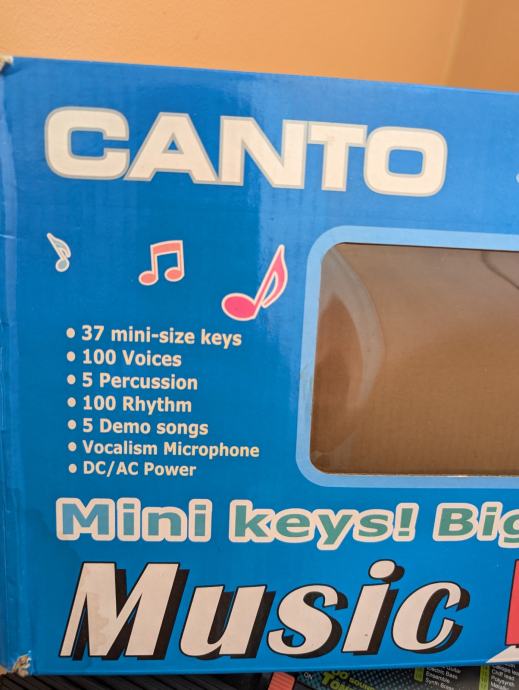 CANTO
• 37 mini-size keys
• 100 Voices
• 5 Percussion
• 100 Rhythm
• 5 Demo songs
• Vocalism Microphone
• DC/AC Power
Mini keys! Big
Music